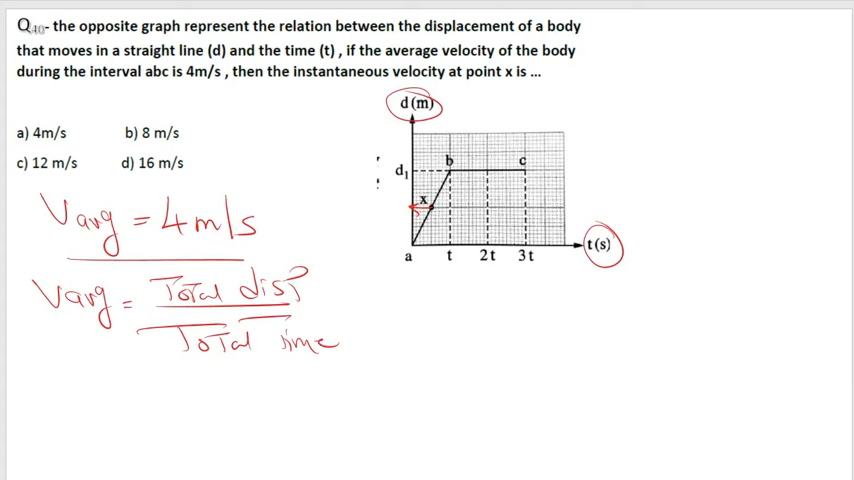 Q40- the opposite graph represent the relation between the displacement of a body
that moves in a straight line (d) and the time (t) , if the average velocity of the body
during the interval abc is 4m/s , then the instantaneous velocity at point x is ...
d (m)
a) 4m/s b) 8 m/s
c) 12 m/s d) 16 m/s
b c
d1
x
t(s)
a t 2t 3t
Vavg = 4 m/s
Vavg = Total disp
Total time